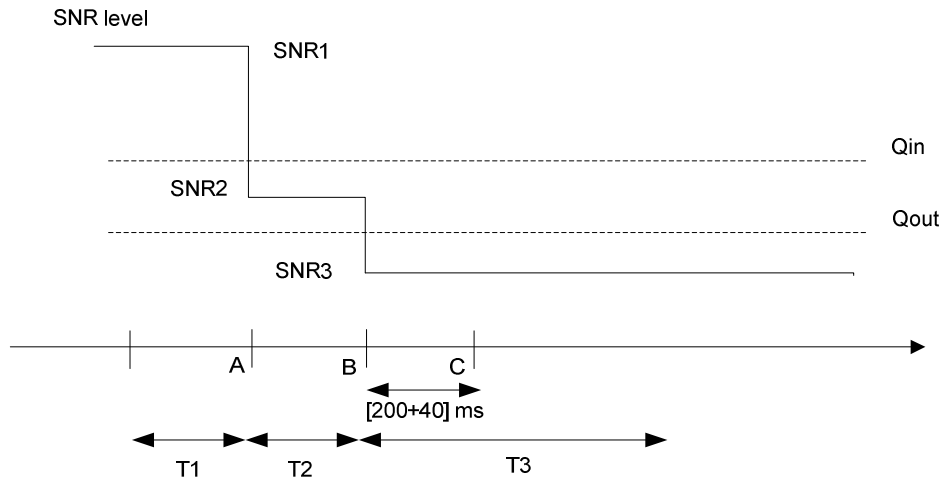 SNR level
SNR1
Qin
SNR2
Qout
SNR3
A
B
C
[200+40] ms
T1
T2
T3